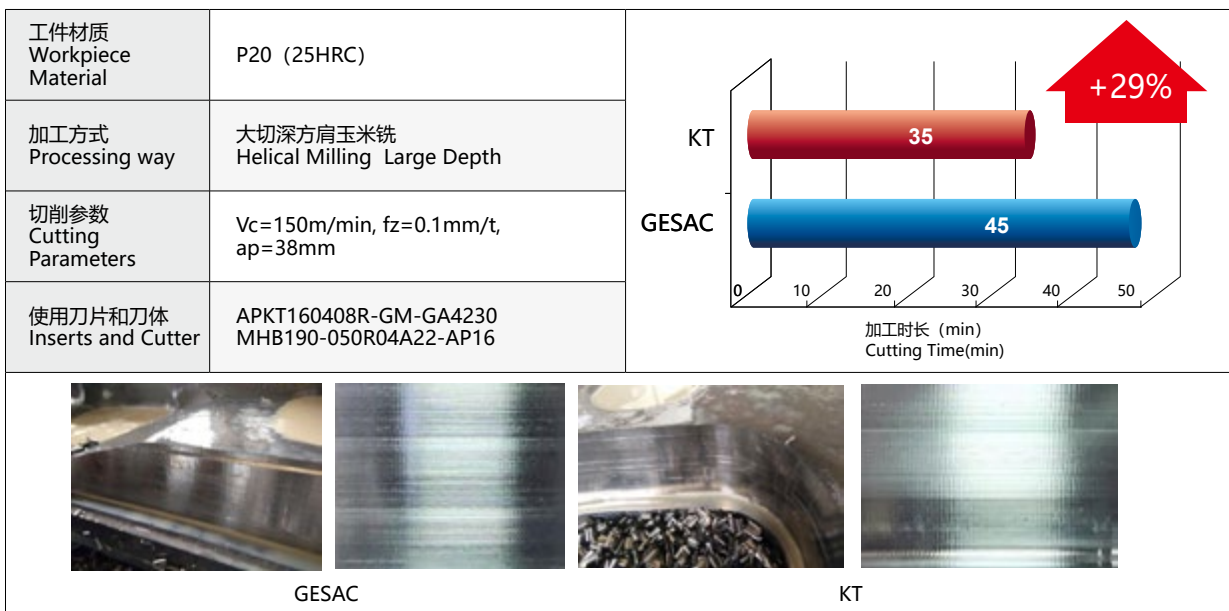 工件材质
Workpiece
Material
P20（25HRC）
加工方式
Processing way
大切深方肩玉米铣
Helical Milling Large Depth
切削参数
Cutting
Parameters
Vc=150m/min, fz=0.1mm/t,
ap=38mm
使用刀片和刀体
Inserts and Cutter
APKT160408R-GM-GA4230
MHB190-050R04A22-AP16
+29%
KT
35
GESAC
45
0 10 20 30 40 50
加工时长（min）
Cutting Time(min)
GESAC
KT